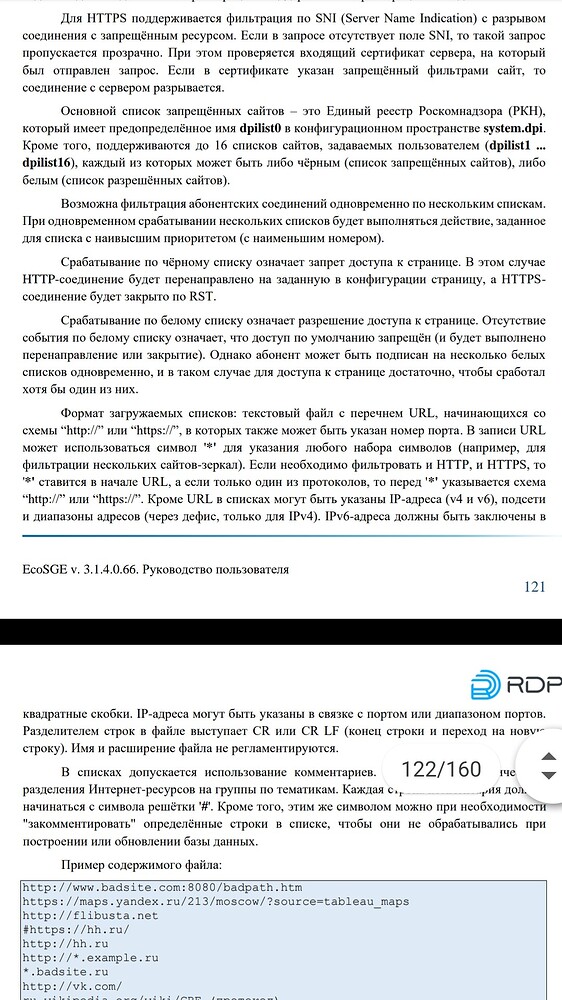 Для HTTPS поддерживается фильтрация по SNI (Server Name Indication) с разрывом
соединения с запрещённым ресурсом. Если в запросе отсутствует поле SNI, то такой запрос
пропускается прозрачно. При этом проверяется входящий сертификат сервера, на который
был отправлен запрос. Если в сертификате указан запрещённый фильтрами сайт, то
соединение с сервером разрывается.
Основной список запрещённых сайтов – это Единый реестр Роскомнадзора (РКН),
который имеет предопределённое имя dpilist0 в конфигурационном пространстве system.dpi.
Кроме того, поддерживаются до 16 списков сайтов, задаваемых пользователем (dpilist1 ...
dpilist16), каждый из которых может быть либо чёрным (список запрещённых сайтов), либо
белым (список разрешённых сайтов).
Возможна фильтрация абонентских соединений одновременно по нескольким спискам.
При одновременном срабатывании нескольких списков будет выполняться действие, заданное
для списка с наивысшим приоритетом (с наименьшим номером).
Срабатывание по чёрному списку означает запрет доступа к странице. В этом случае
HTTP-соединение будет перенаправлено на заданную в конфигурации страницу, а HTTPS-
соединение будет закрыто по RST.
Срабатывание по белому списку означает разрешение доступа к странице. Отсутствие
события по белому списку означает, что доступ по умолчанию запрещён (и будет выполнено
перенаправление или закрытие). Однако абонент может быть подписан на несколько белых
списков одновременно, и в таком случае для доступа к странице достаточно, чтобы сработал
хотя бы один из них.
Формат загружаемых списков: текстовый файл с перечнем URL, начинающихся со
схемы “http://” или “https://”, в которых также может быть указан номер порта. В записи URL
может использоваться символ '*' для указания любого набора символов (например, для
фильтрации нескольких сайтов-зеркал). Если необходимо фильтровать и HTTP, и HTTPS, то
'*' ставится в начале URL, а если только один из протоколов, то перед '*' указывается схема
“http://” или “https://”. Кроме URL в списках могут быть указаны IP-адреса (v4 и v6), подсети
и диапазоны адресов (через дефис, только для IPv4). IPv6-адреса должны быть заключены в
EcoSGE v. 3.1.4.0.66. Руководство пользователя
121
RDP
квадратные скобки. IP-адреса могут быть указаны в связке с портом или диапазоном портов.
Разделителем строк в файле выступает CR или CR LF (конец строки и переход на новую
строку). Имя и расширение файла не регламентируются.
В списках допускается использование комментариев.
122/160
разделения Интернет-ресурсов на группы по тематикам. Каждая
начинаться с символа решётки '#'. Кроме того, этим же символом можно при необходимости
"закомментировать" определённые строки в списке, чтобы они не обрабатывались при
построении или обновлении базы данных.
Пример содержимого файла:
http://www.badsite.com:8080/badpath.htm
https://maps.yandex.ru/213/moscow/?source=tableau_maps
http://flibusta.net
#https://hh.ru/
http://hh.ru
http://*.example.ru
*.badsite.ru
http://vk.com/